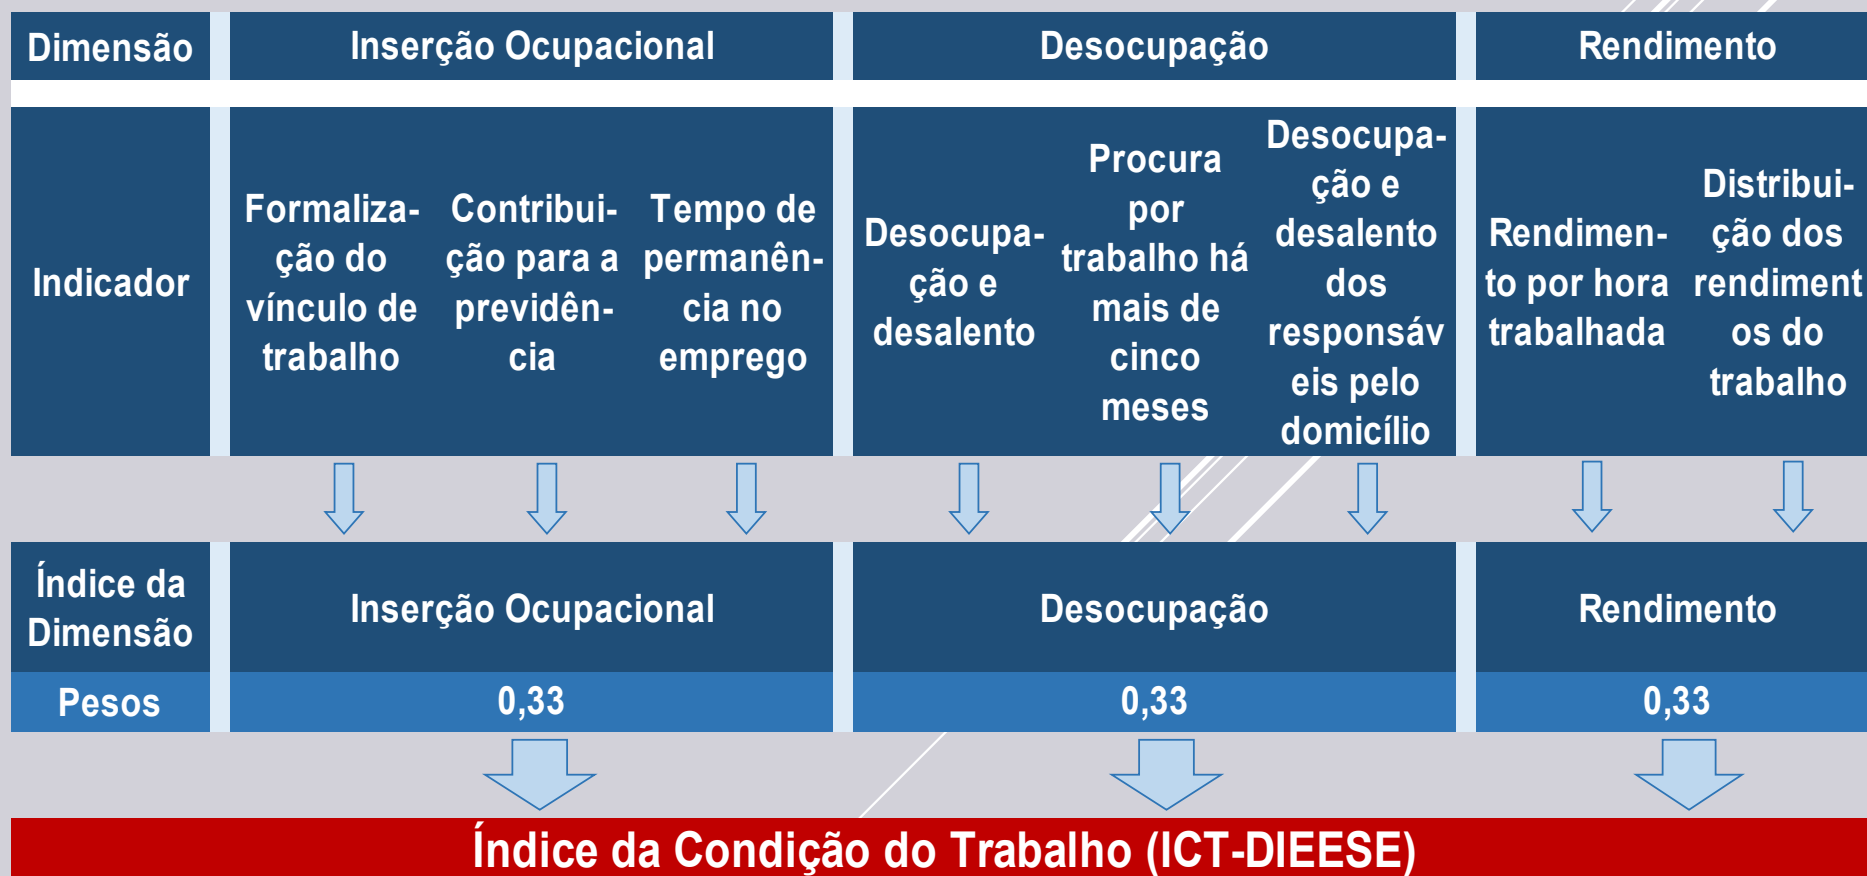 Dimensão
Inserção Ocupacional
Desocupação
Rendimento
Indicador
Formaliza-
ção do
vínculo de
trabalho
Contribui-
ção para a
previdên-
cia
Tempo de
permanên-
cia no
emprego
Desocupa-
ção e
desalento
Procura
por
trabalho há
mais de
cinco
meses
Desocupa-
ção e
desalento
dos
responsáv
eis pelo
domicílio
Rendimen-
to por hora
trabalhada
Distribui-
ção dos
rendiment
os do
trabalho
Índice da
Dimensão
Inserção Ocupacional
Desocupação
Rendimento
Pesos
0,33
0,33
0,33
Índice da Condição do Trabalho (ICT-DIEESE)